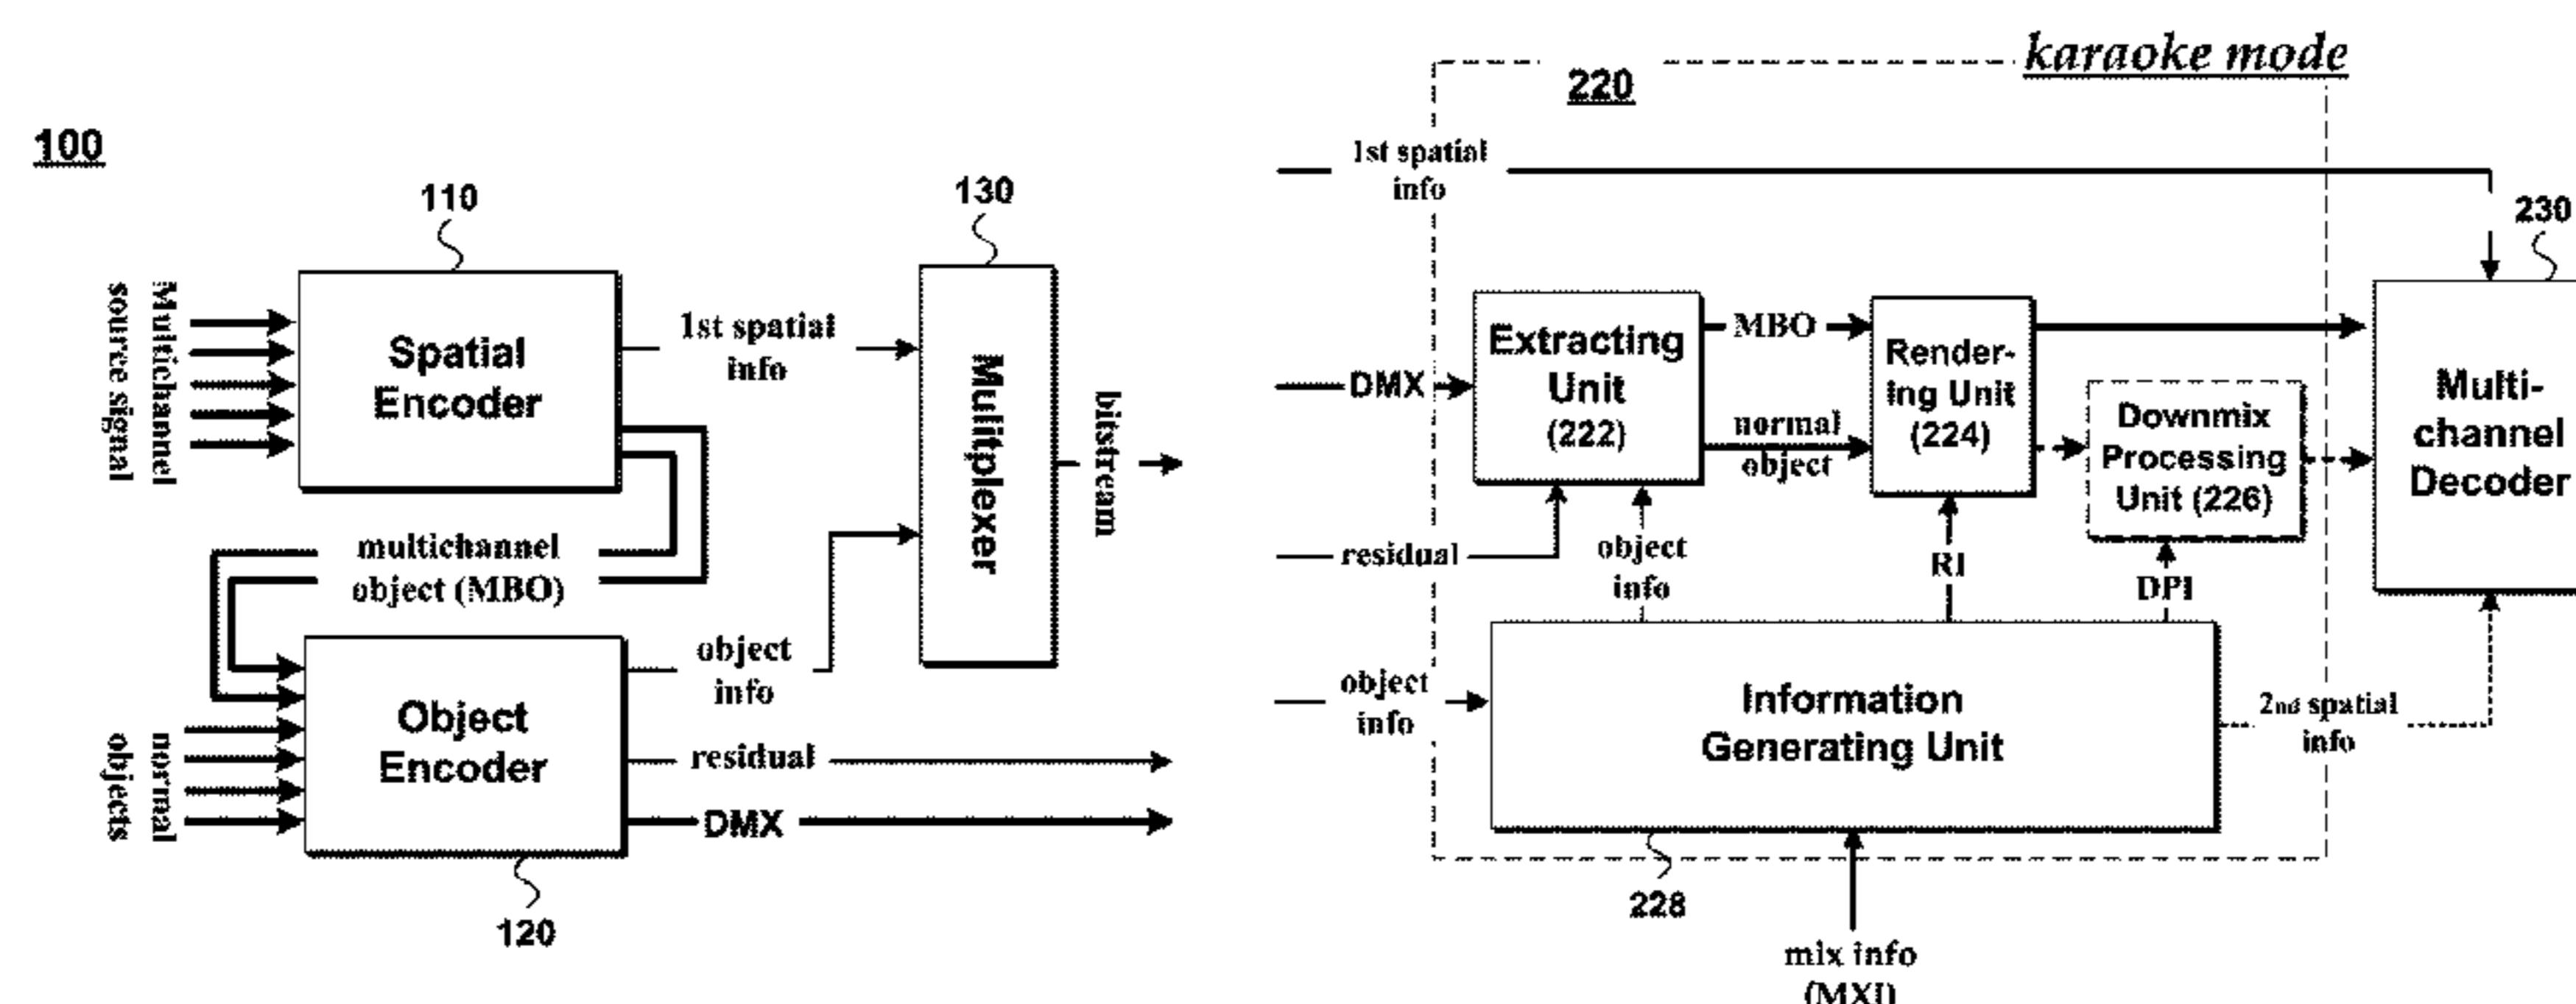 100
110
Multichannel
source signal
Spatial
Encoder
1st spatial
info
130
Mulitplexer
bitstream
multichannel
object (MBO)
normal
objects
Object
Encoder
object
info
residual
DMX
120
karaoke mode
220
1st spatial
info
230
DMX
Extracting
Unit
(222)
MBO
normal
object
Render-
ing Unit
(224)
Downmix
Processing
Unit (226)
Multi-
channel
Decoder
residual
object
info
RI
DPI
object
info
Information
Generating Unit
2nd spatial
info
228
mix info
(MXI)